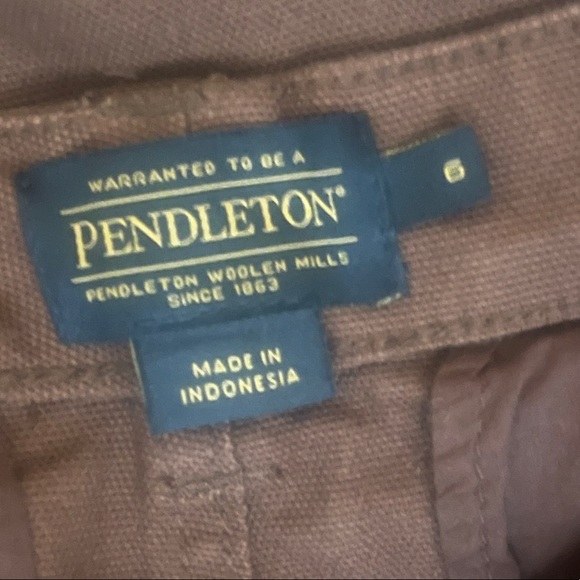 WARRANTED TO BE A
PENDLETON®
PENDLETON WOOLEN MILLS
SINCE 1863
6
MADE IN
INDONESIA